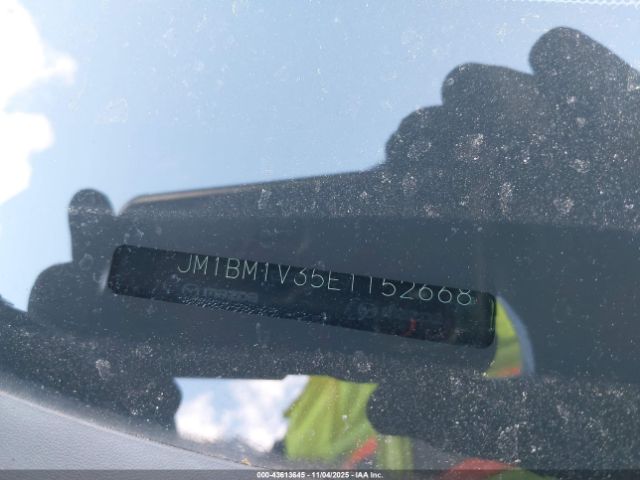 JM1BM1V35E1152668
mazda
000-43613645 - 11/04/2025 - IAA Inc.